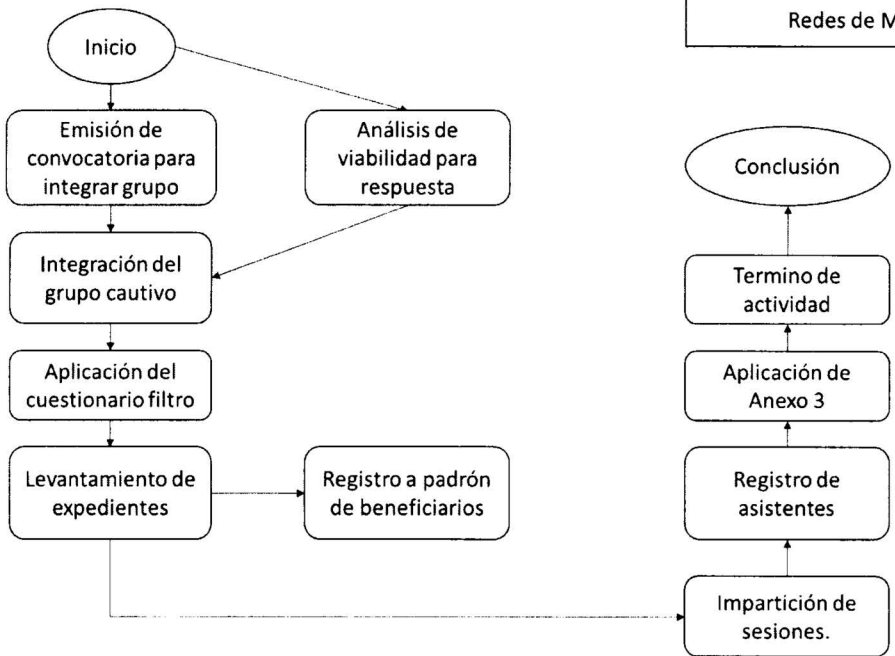 Redes de M
Inicio
Emisión de
convocatoria para
integrar grupo
Análisis de
viabilidad para
respuesta
Integración del
grupo cautivo
Aplicación del
cuestionario filtro
Levantamiento de
expedientes
Registro a padrón
de beneficiarios
Impartición de
sesiones.
Registro de
asistentes
Aplicación de
Anexo 3
Termino de
actividad
Conclusión